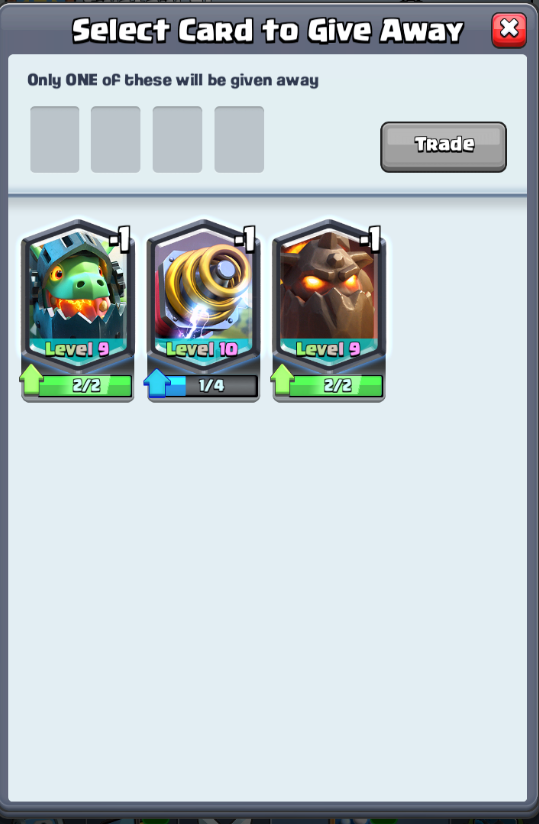 Select Card to Give Away
Only ONE of these will be given away
Trade
-1
-1
-1
Level 9
Level 10
Level 9
2/2
1/4
2/2